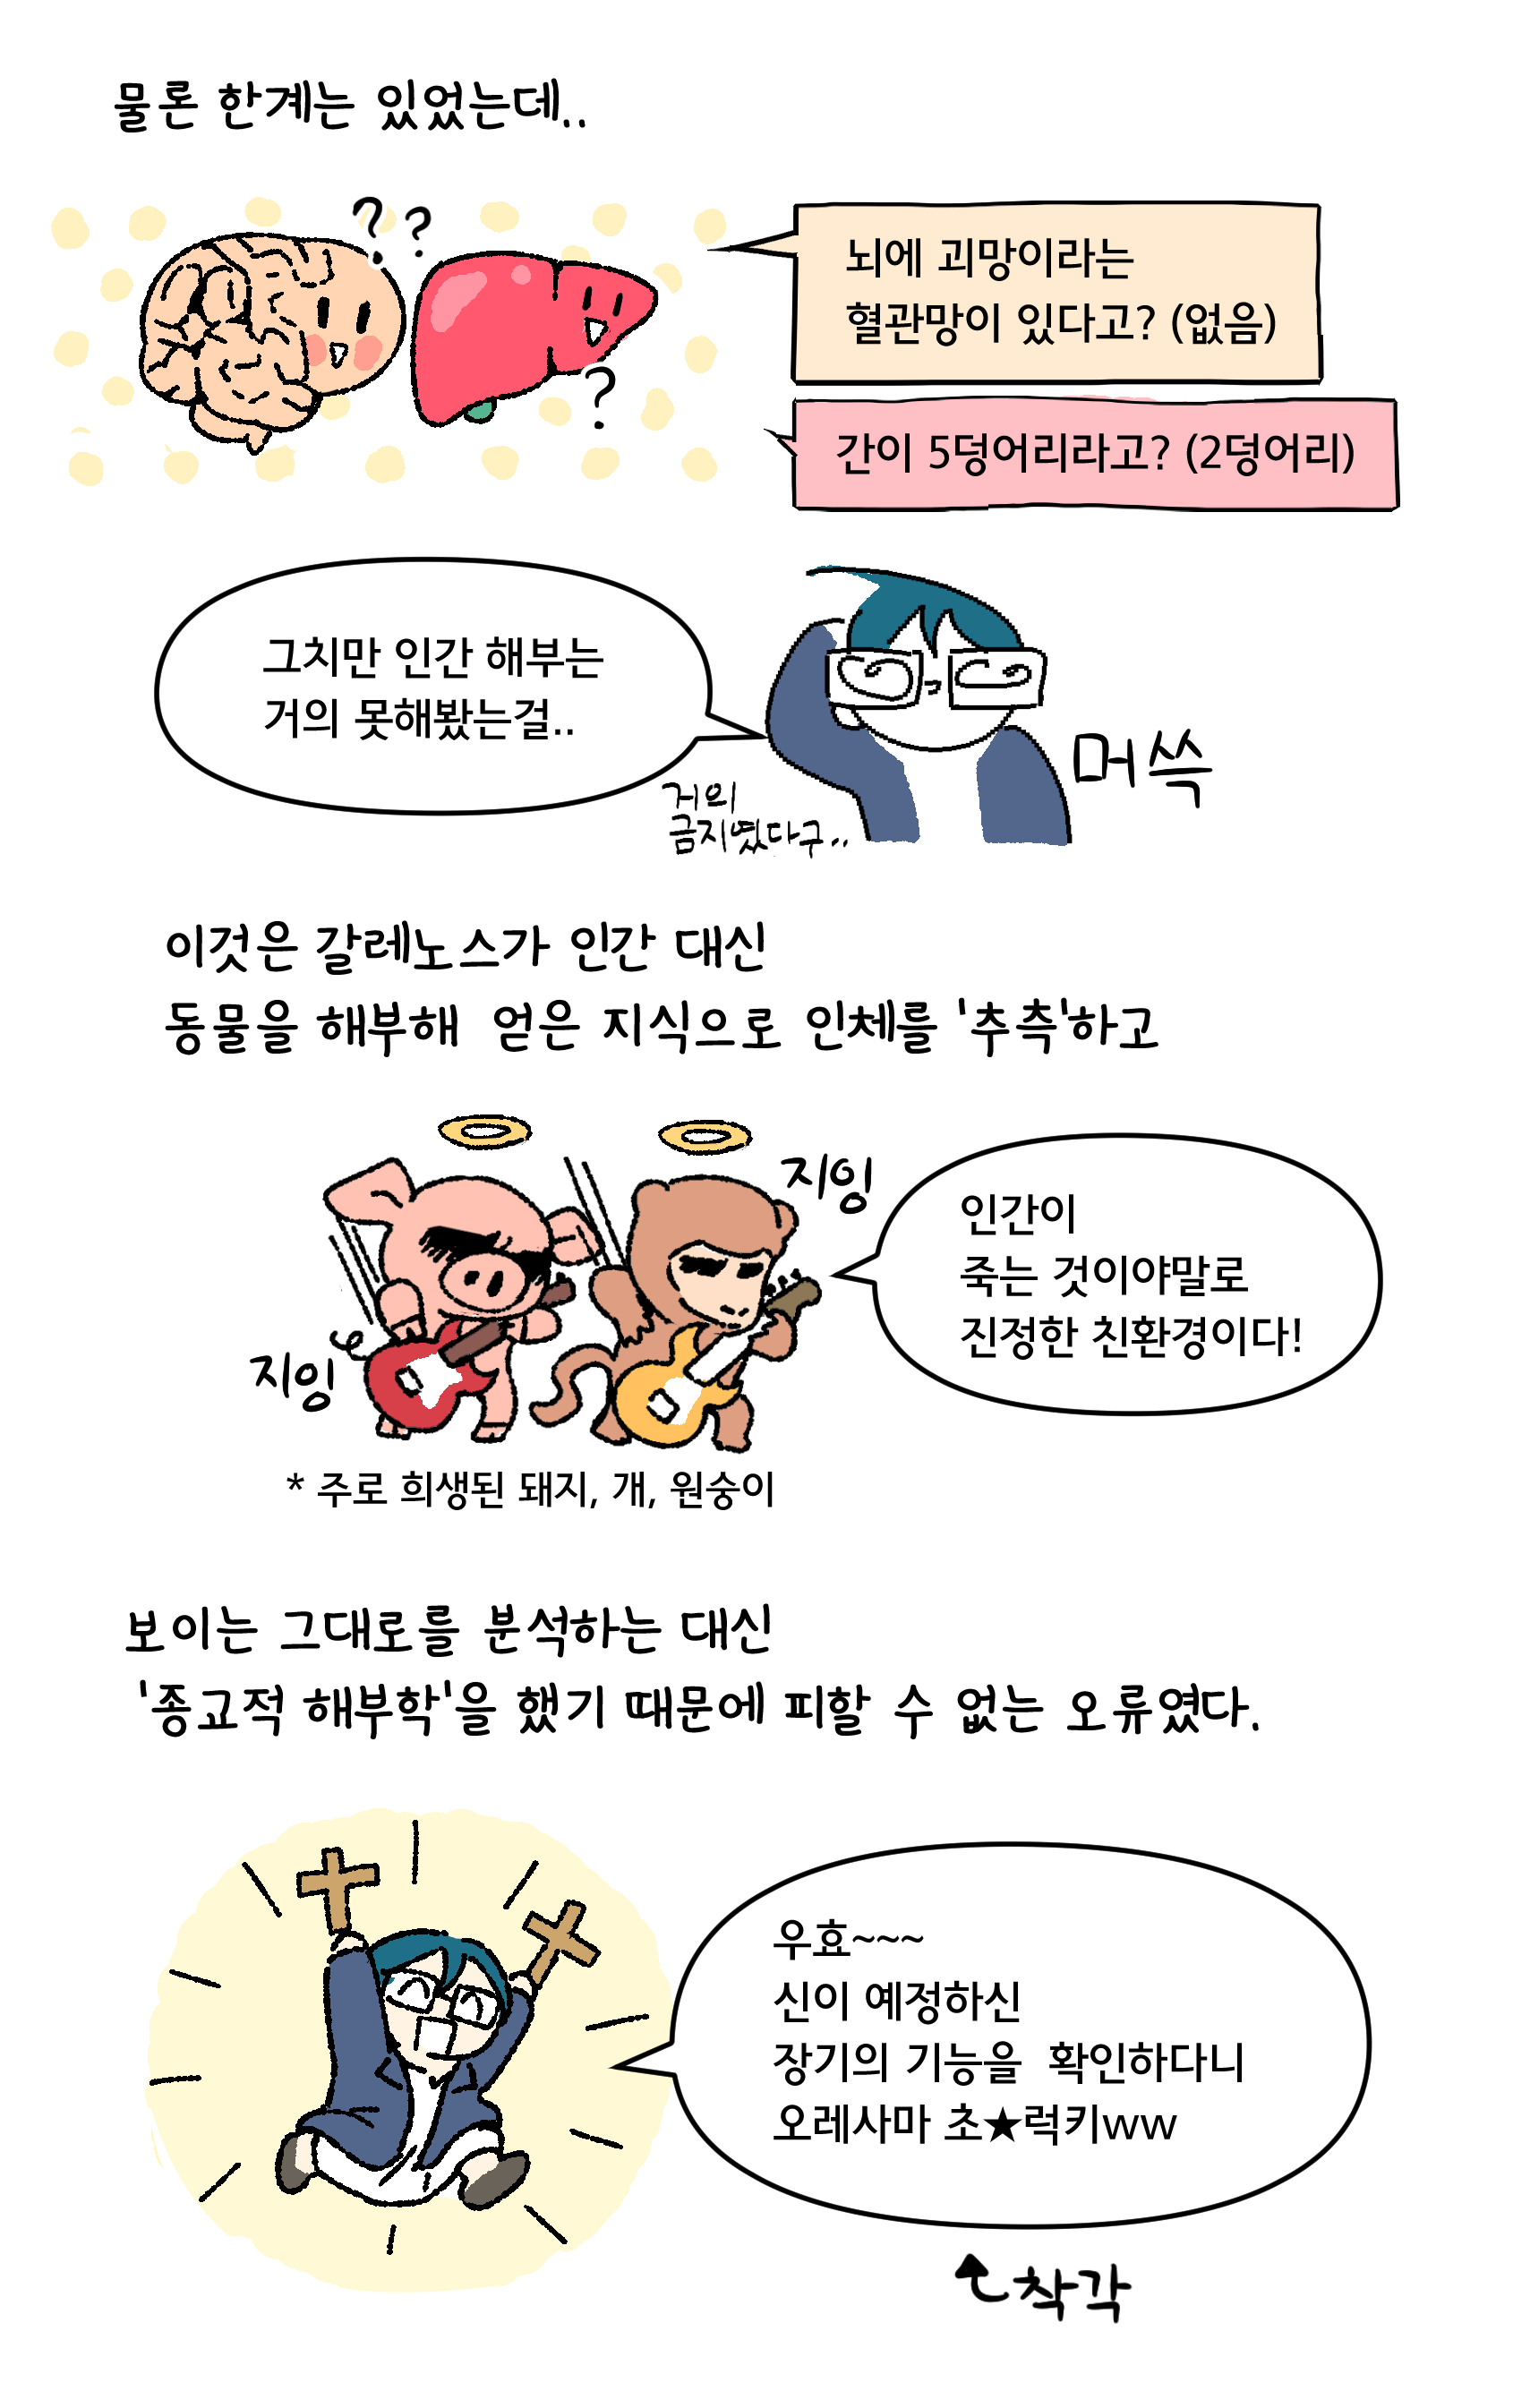 물론 한계는 있었는데..
? ?
뇌에 괴망이라는
혈관망이 있다고? (없음)
?
간이 5덩어리라고? (2덩어리)
그치만 인간 해부는
거의 못해봤는걸..
머쓱
거의
금지였다구..
이것은 갈레노스가 인간 대신
동물을 해부해 얻은 지식으로 인체를 '추측'하고
지잉
인간이
죽는 것이야말로
진정한 친환경이다!
지잉
* 주로 희생된 돼지, 개, 원숭이
보이는 그대로를 분석하는 대신
'종교적 해부학'을 했기 때문에 피할 수 없는 오류였다.
우효~~~
신이 예정하신
장기의 기능을 확인하다니
오레사마 초★럭키ww
착각